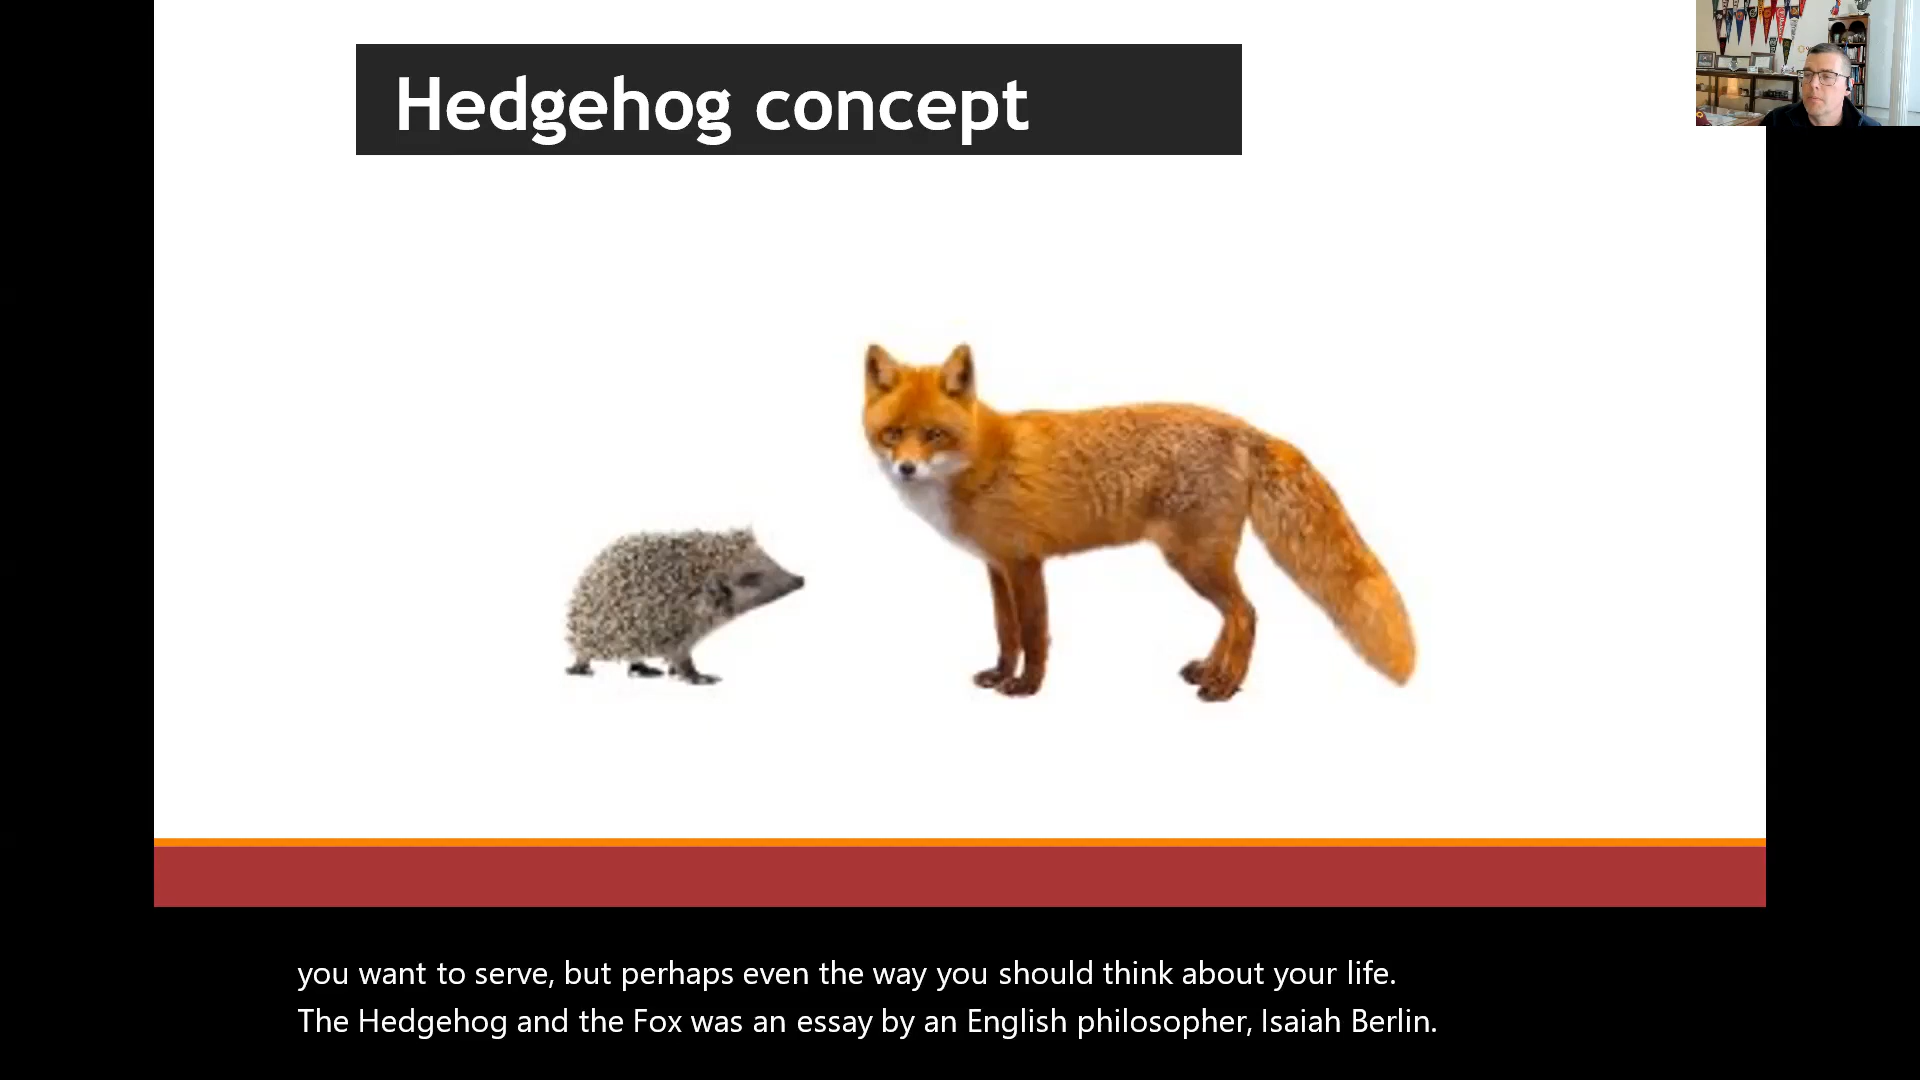 Hedgehog concept
you want to serve, but perhaps even the way you should think about your life.
The Hedgehog and the Fox was an essay by an English philosopher, Isaiah Berlin.